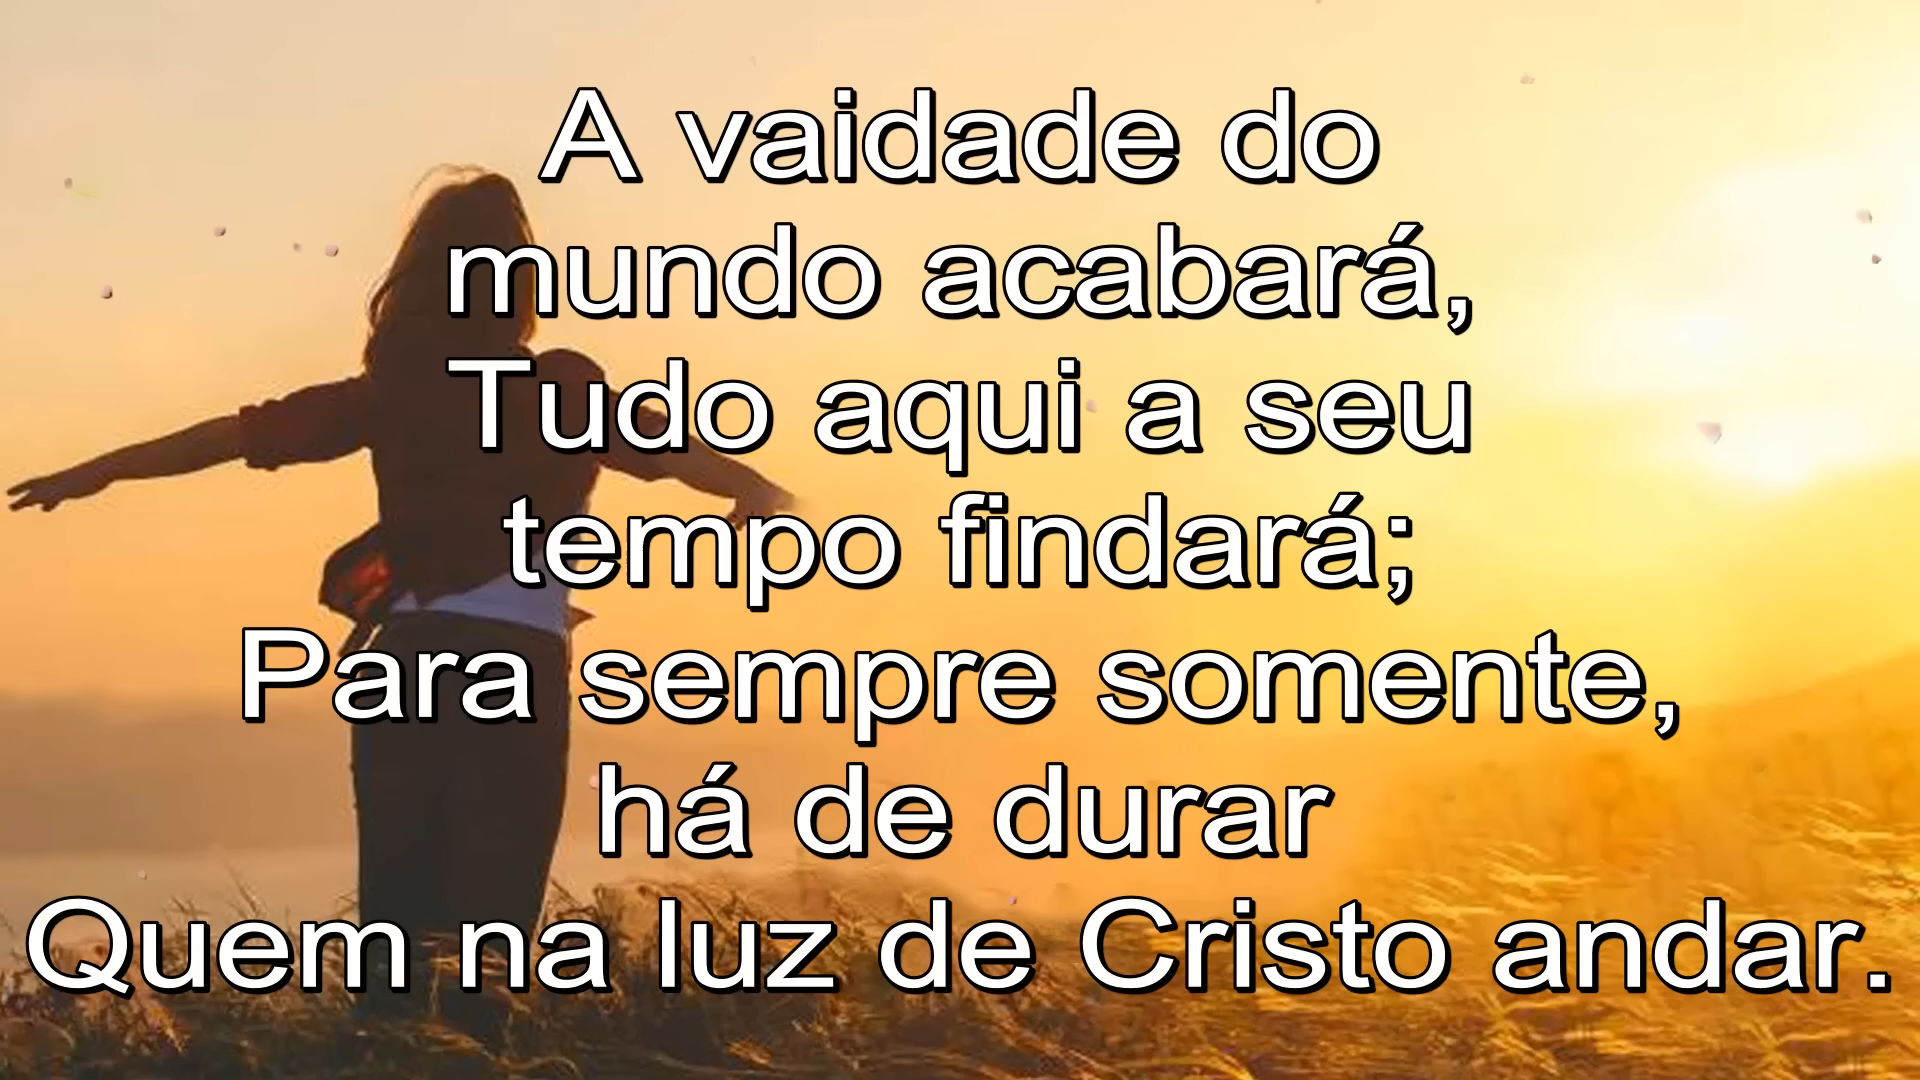 A vaidade do
mundo acabará,
Tudo aqui a seu
tempo findará;
Para sempre somente,
há de durar
Quem na luz de Cristo andar.